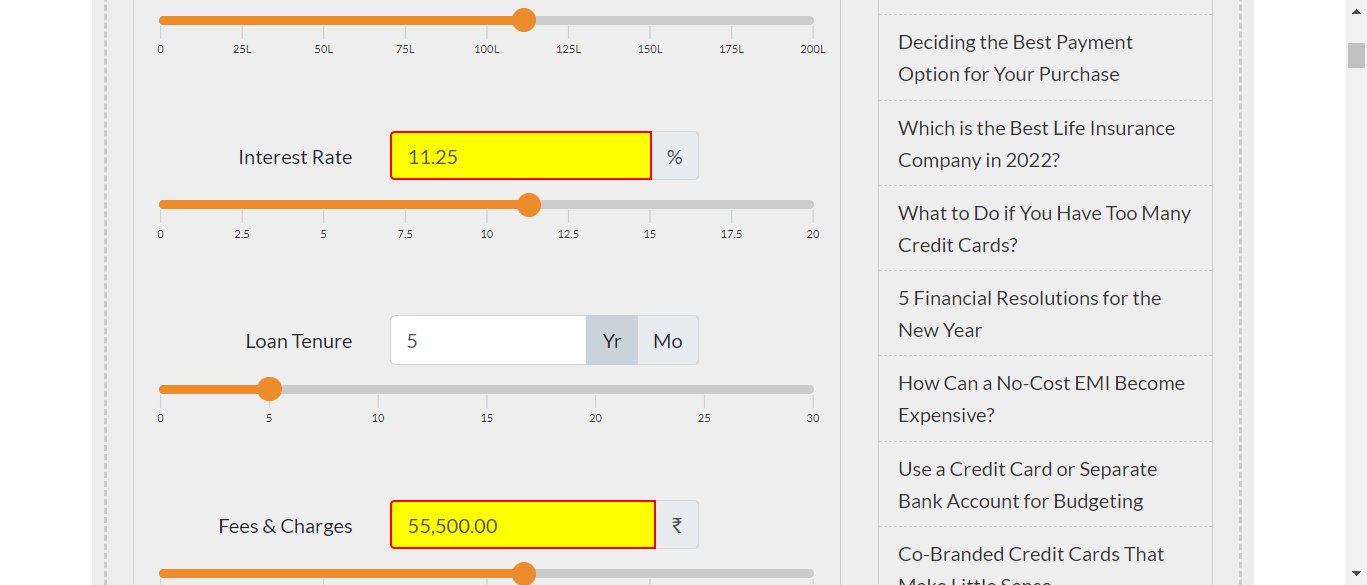 0 25L 50L 75L 100L 125L 150L 175L 200L
Interest Rate 11.25 %
0 2.5 5 7.5 10 12.5 15 17.5 20
Loan Tenure 5 Yr Mo
0 5 10 15 20 25 30
Fees & Charges 55,500.00 ₹
Deciding the Best Payment
Option for Your Purchase
Which is the Best Life Insurance
Company in 2022?
What to Do if You Have Too Many
Credit Cards?
5 Financial Resolutions for the
New Year
How Can a No-Cost EMI Become
Expensive?
Use a Credit Card or Separate
Bank Account for Budgeting
Co-Branded Credit Cards That
Make Little Sense